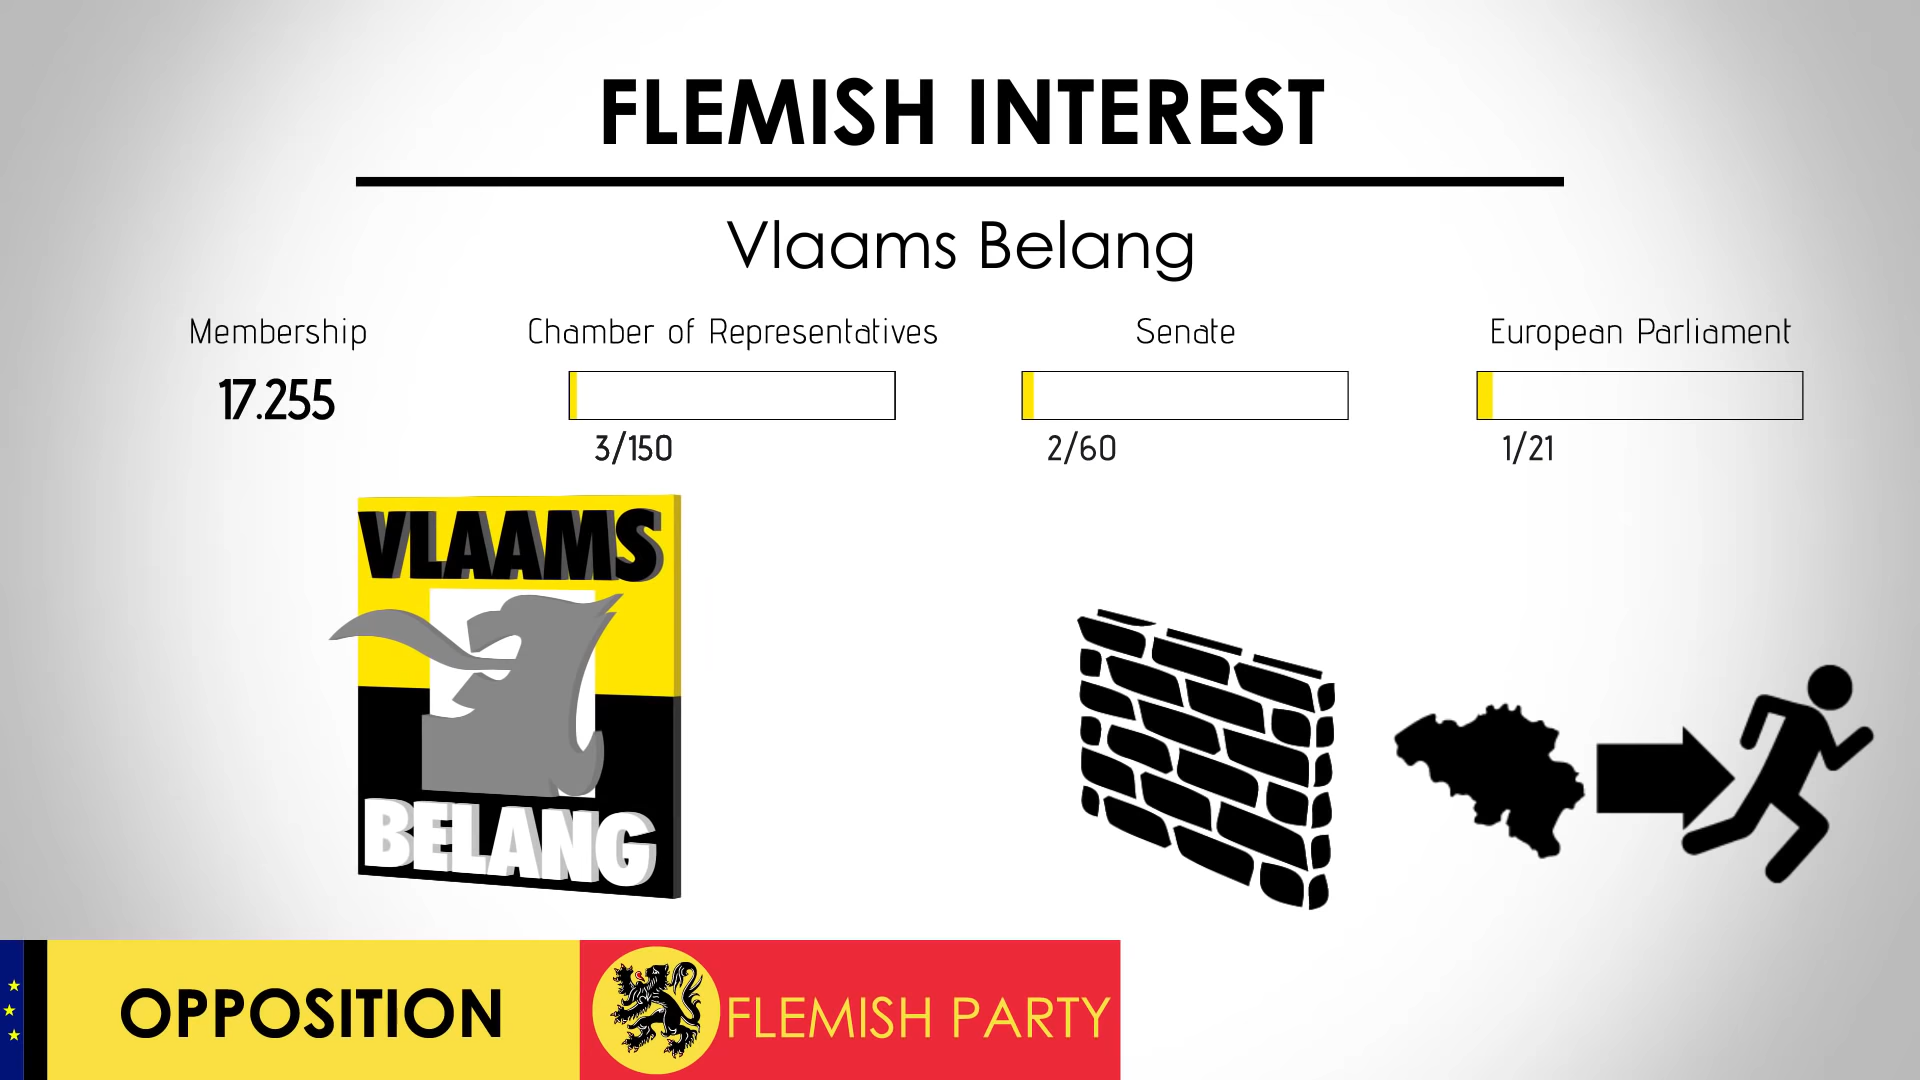 FLEMISH INTEREST
Vlaams Belang
Membership
17.255
Chamber of Representatives
3/150
Senate
2/60
European Parliament
1/21
VLAAMS
BELANG
OPPOSITION
FLEMISH PARTY